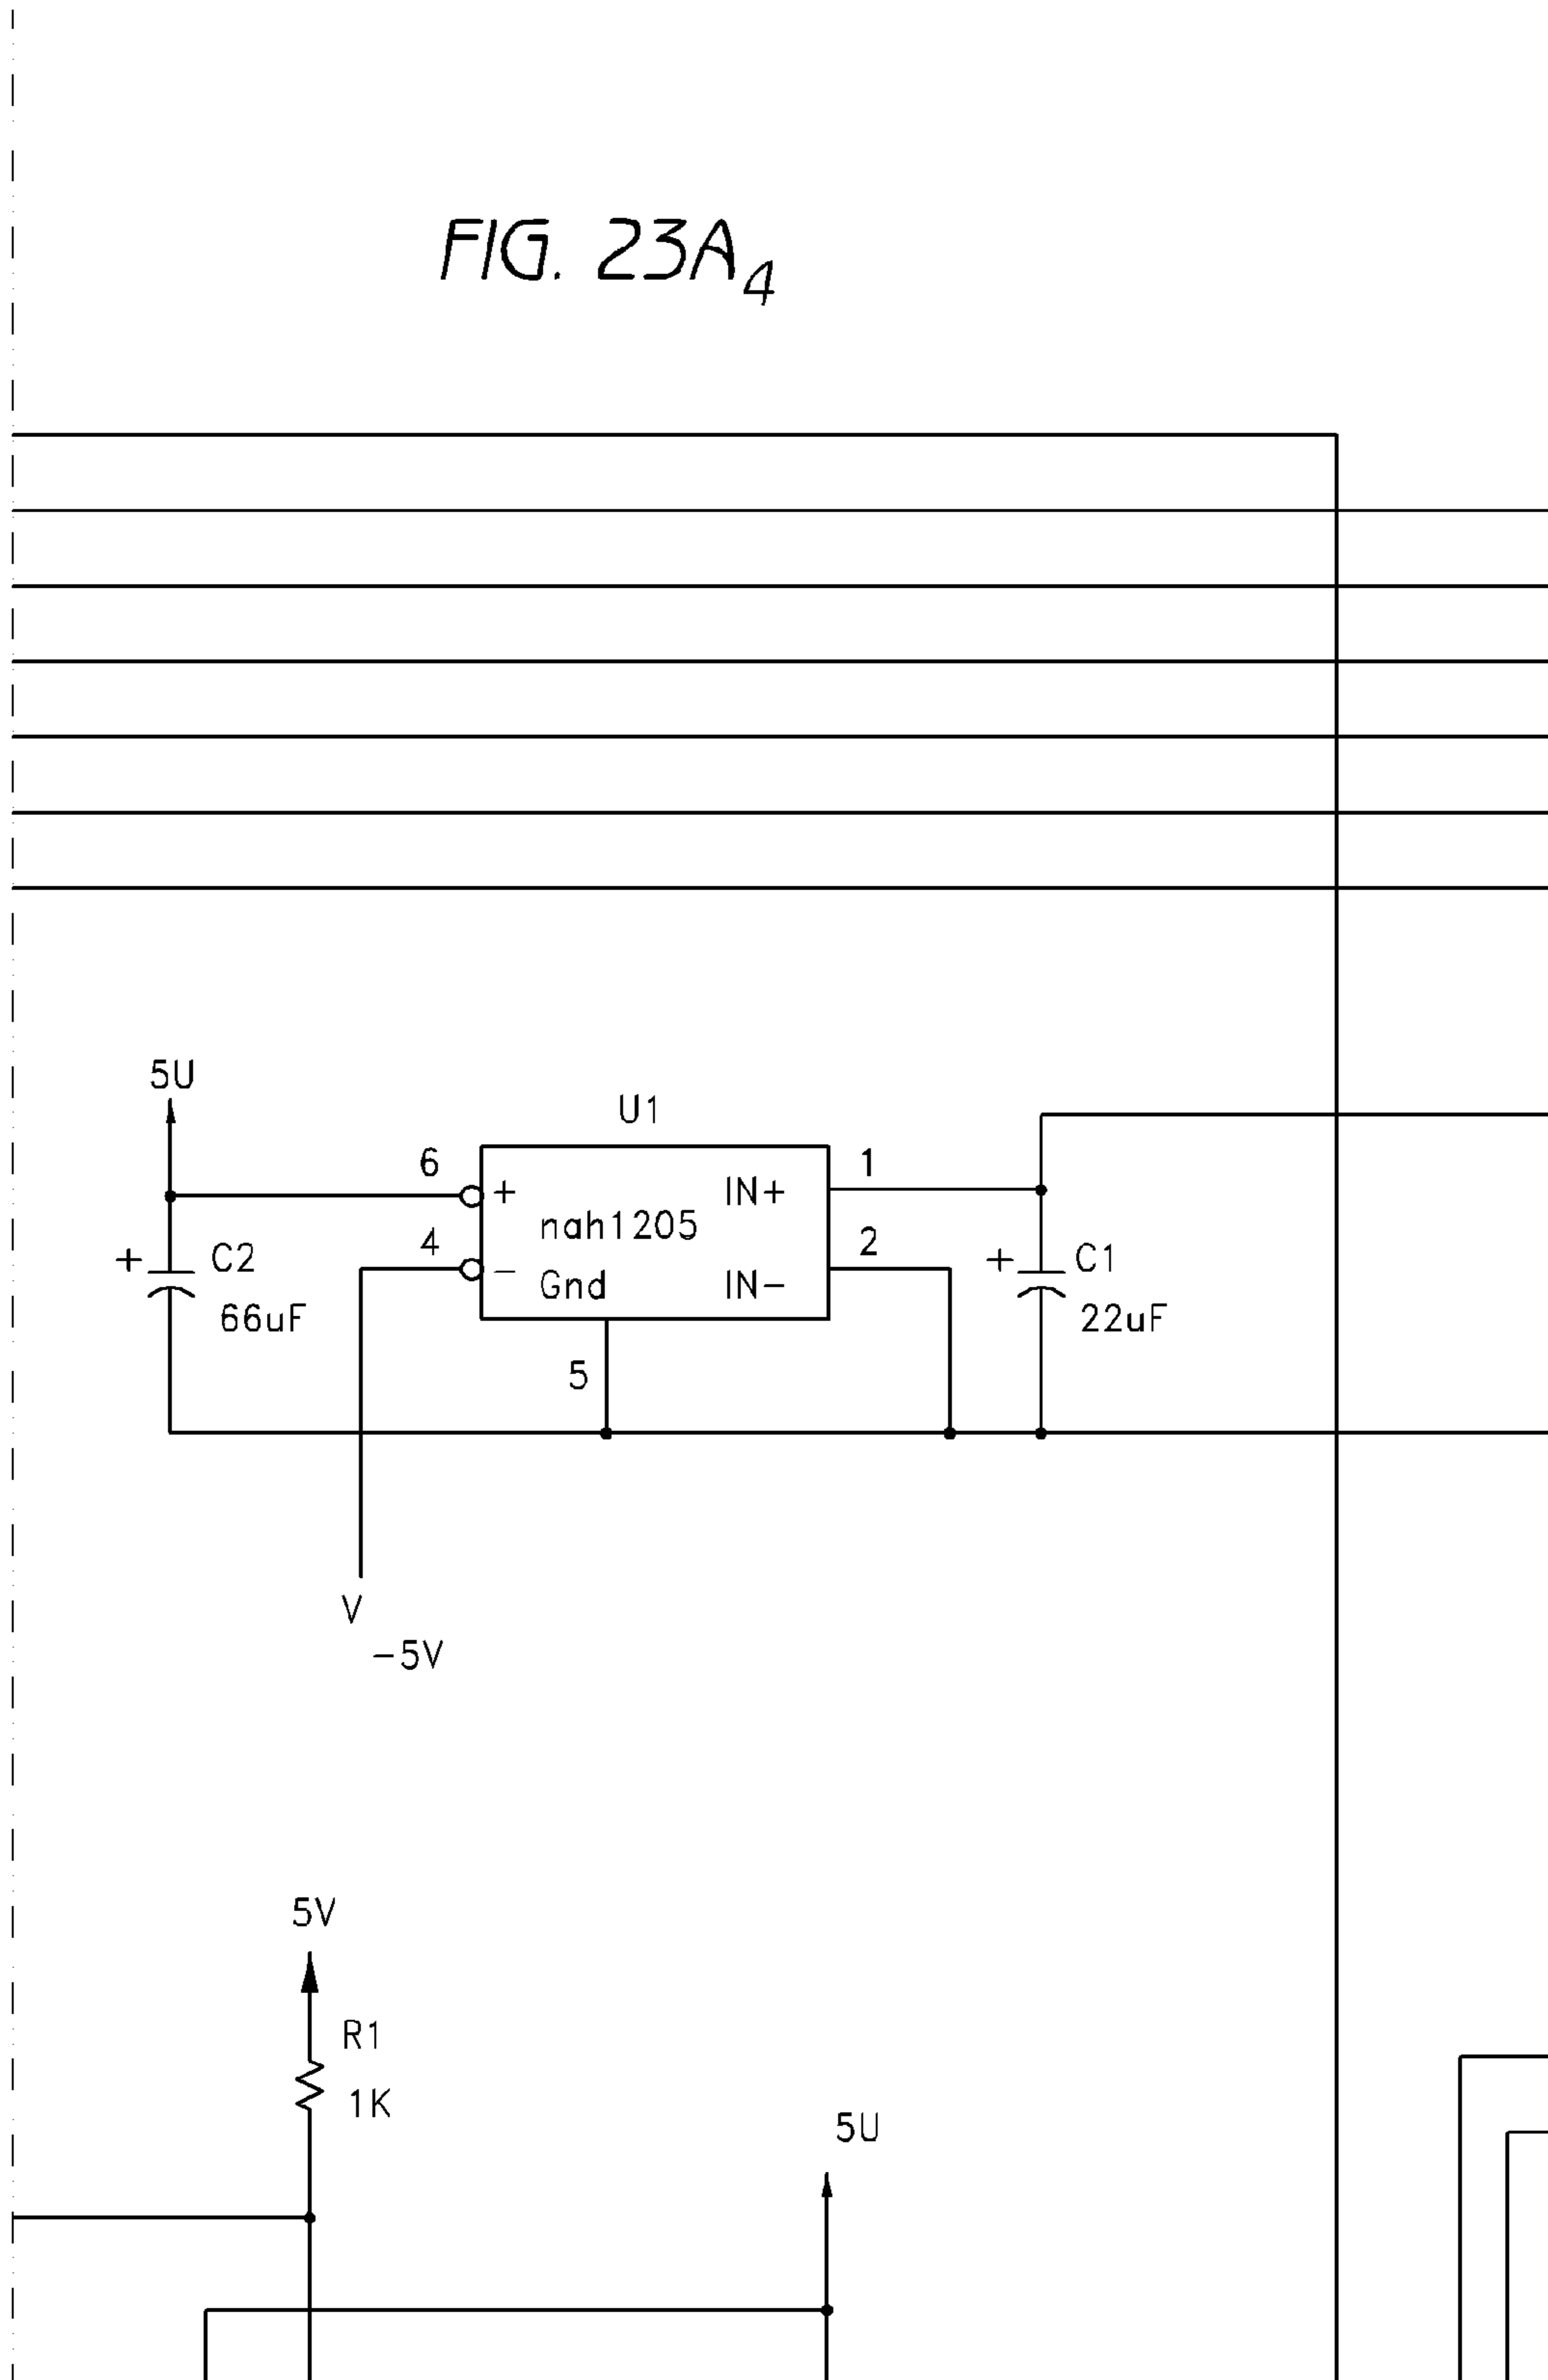 FIG. 23A4
5U
U1
6
+
IN+
1
nah1205
4
-
Gnd
IN-
2
+
C2
66uF
+
C1
22uF
5
V
-5V
5V
R1
1K
5U